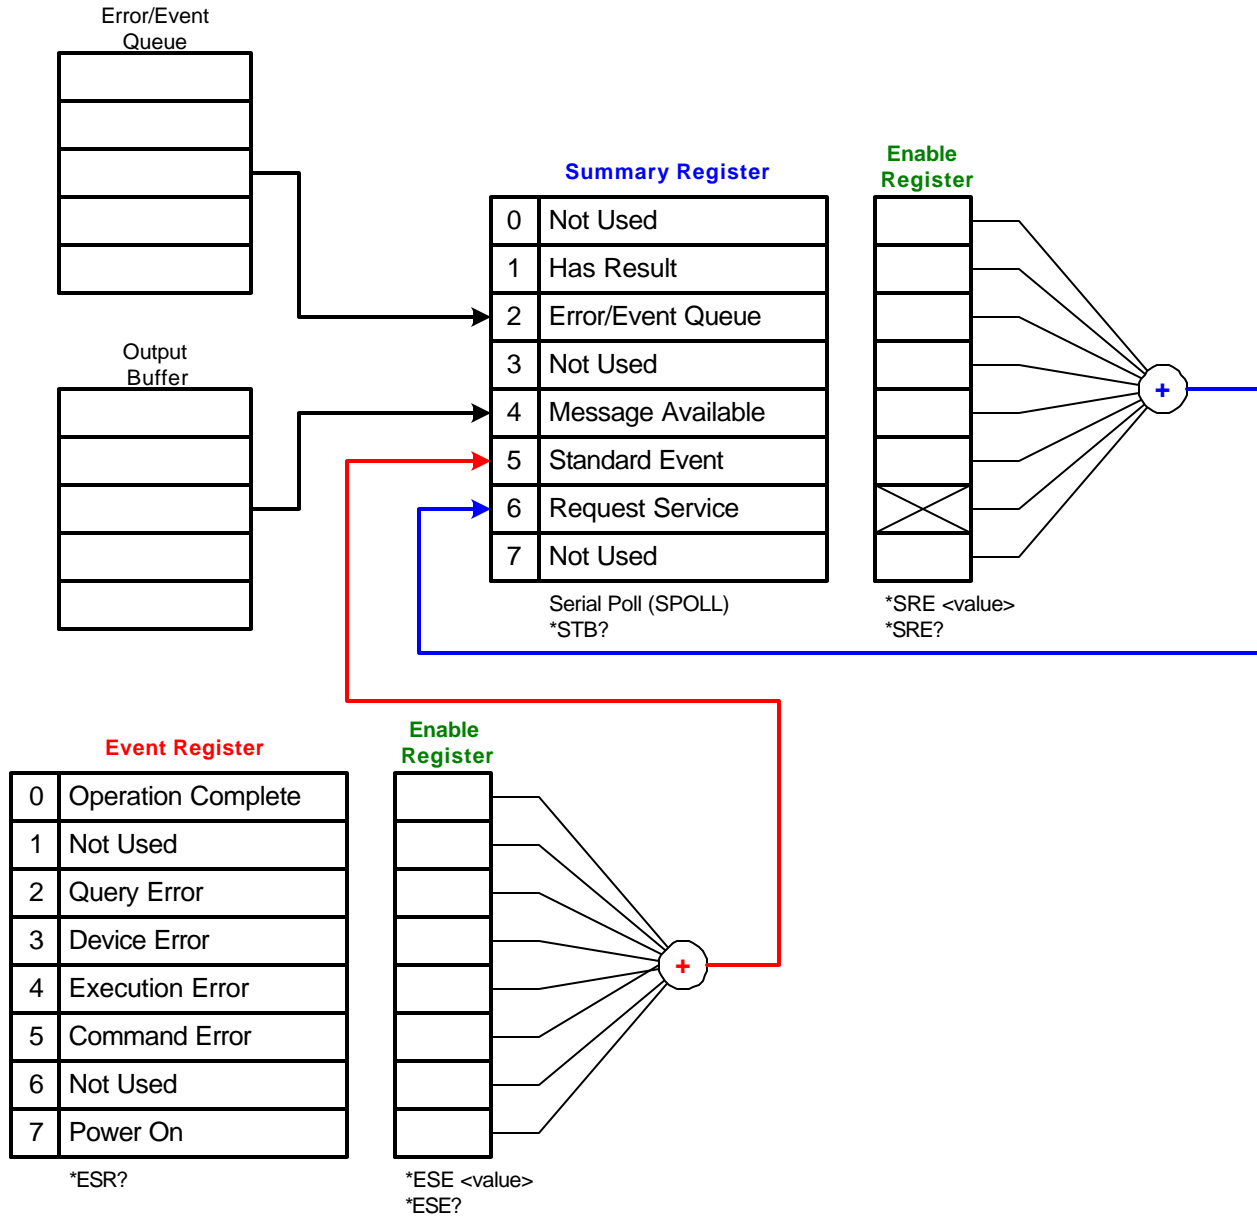 Error/Event
Queue
Output
Buffer
Summary Register
0 Not Used
1 Has Result
2 Error/Event Queue
3 Not Used
4 Message Available
5 Standard Event
6 Request Service
7 Not Used
Serial Poll (SPOLL)
*STB?
Enable
Register
+
*SRE <value>
*SRE?
Event Register
0 Operation Complete
1 Not Used
2 Query Error
3 Device Error
4 Execution Error
5 Command Error
6 Not Used
7 Power On
*ESR?
Enable
Register
+
*ESE <value>
*ESE?